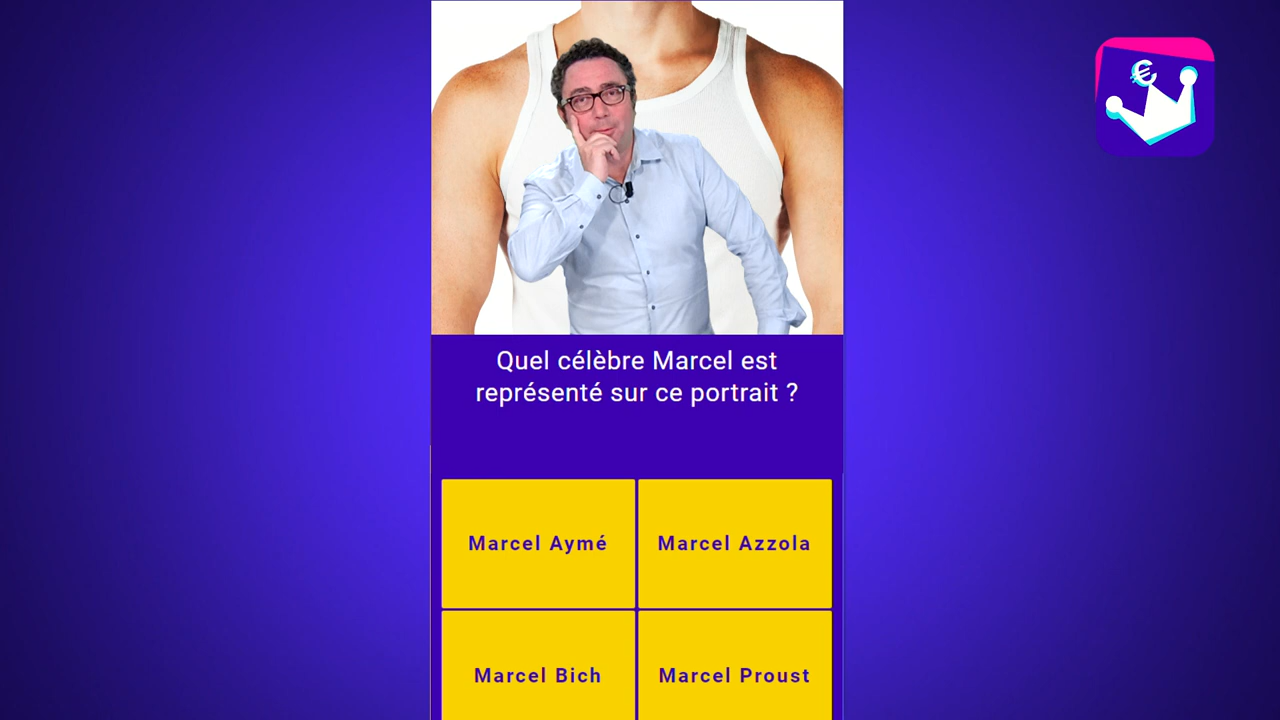 €
Quel célèbre Marcel est
représenté sur ce portrait ?
Marcel Aymé
Marcel Azzola
Marcel Bich
Marcel Proust